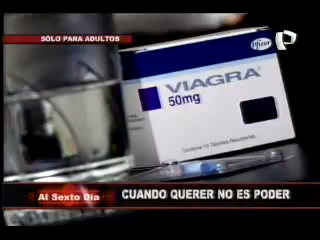 SÓLO PARA ADULTOS
Pfizer
VIAGRA
50mg
Al Sexto Día
CUANDO QUERER NO ES PODER